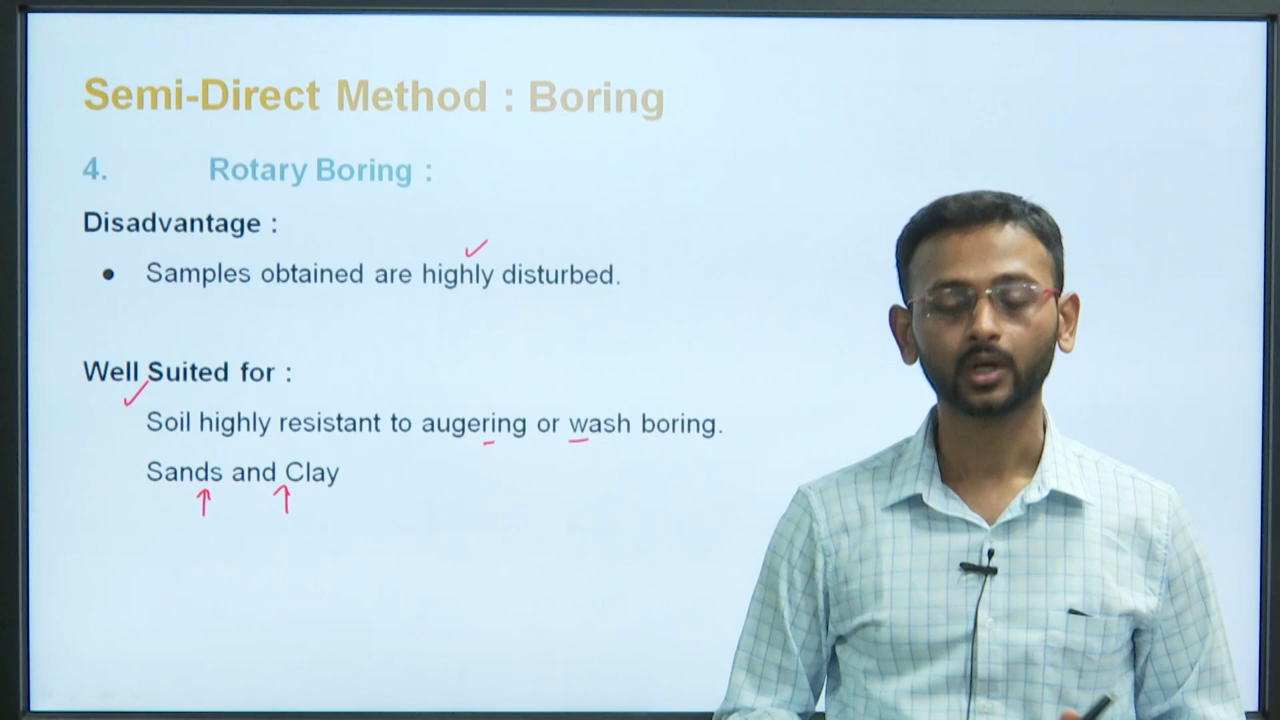 Semi-Direct Method : Boring
4. Rotary Boring :
Disadvantage :
● Samples obtained are highly disturbed.
Well Suited for :
Soil highly resistant to augering or wash boring.
Sands and Clay